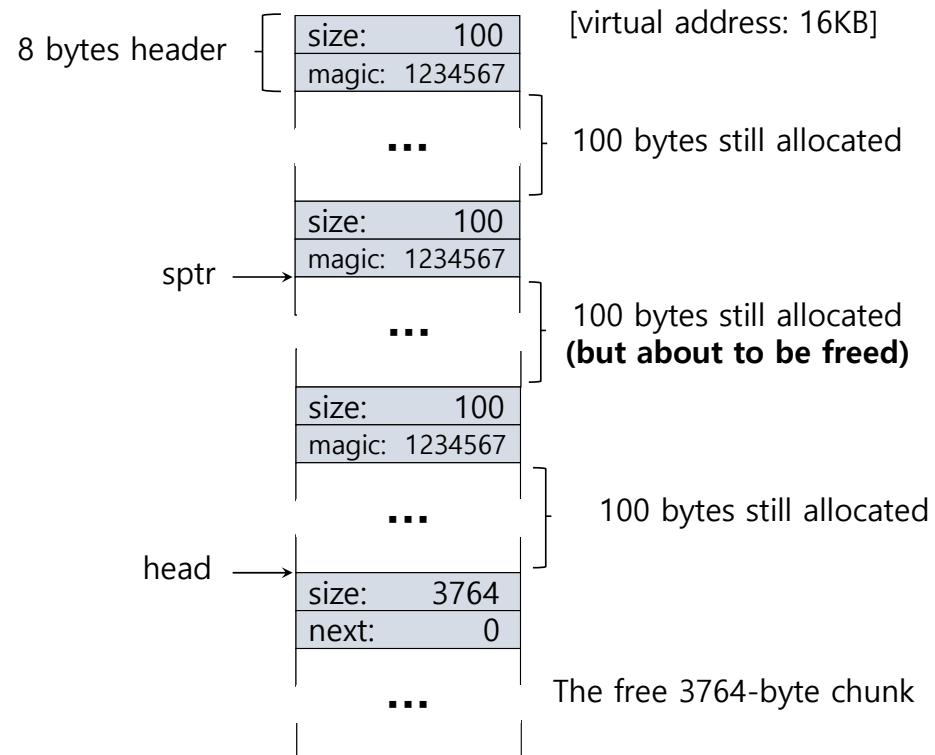 [virtual address: 16KB]
8 bytes header
size: 100
magic: 1234567
...
100 bytes still allocated
size: 100
magic: 1234567
sptr
...
100 bytes still allocated
(but about to be freed)
size: 100
magic: 1234567
...
100 bytes still allocated
head
size: 3764
next: 0
...
The free 3764-byte chunk